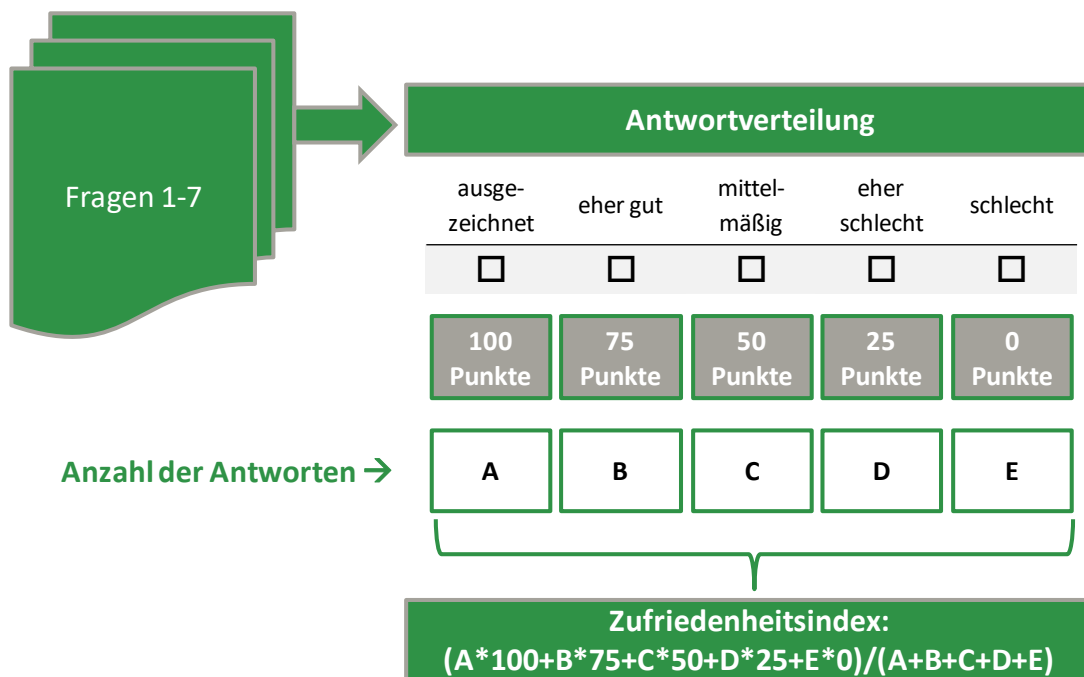 Fragen 1-7
Antwortverteilung
ausge-
zeichnet
eher gut
mittel-
mäßig
eher
schlecht
schlecht
100
Punkte
75
Punkte
50
Punkte
25
Punkte
0
Punkte
Anzahl der Antworten →
A
B
C
D
E
Zufriedenheitsindex:
(A*100+B*75+C*50+D*25+E*0)/(A+B+C+D+E)